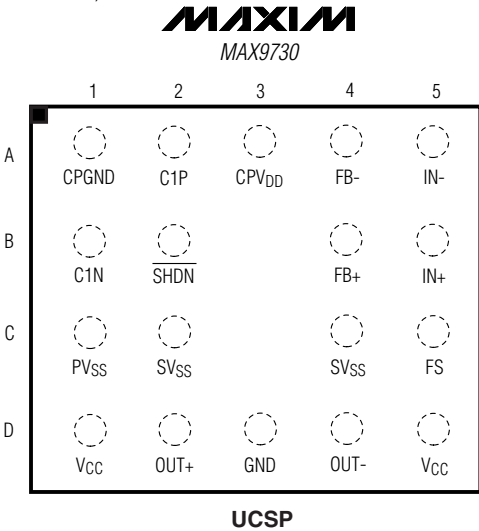 MAXIM
MAX9730
1 2 3 4 5
A
CPGND C1P CPVDD FB- IN-
B
C1N SHDN FB+ IN+
C
PVSS SVSS SVSS FS
D
VCC OUT+ GND OUT- VCC
UCSP